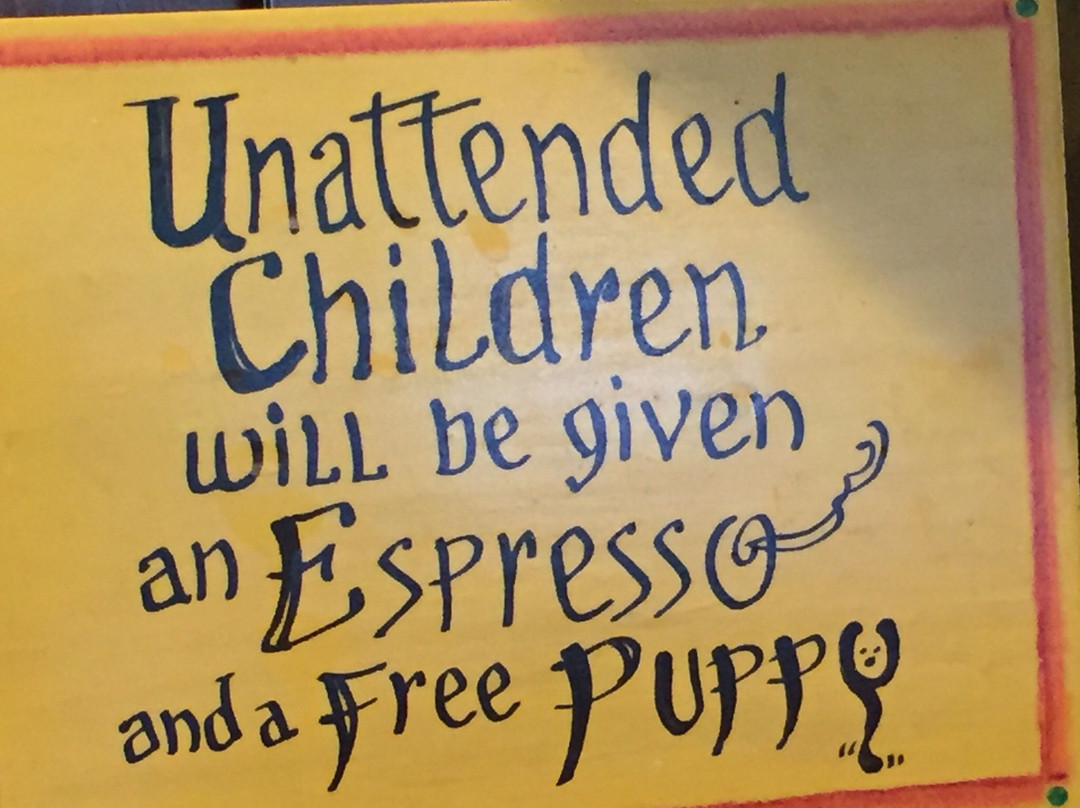 Unattended
Children
will be given
an Espresso
and a Free Puppy